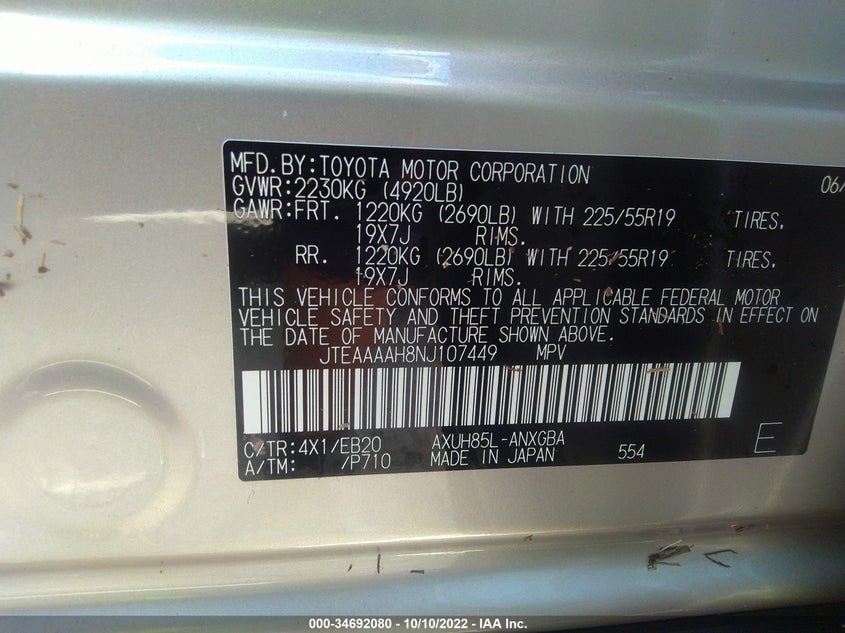 MFD.BY:TOYOTA MOTOR CORPORATION 06/
GVWR:2230KG (4920LB)
GAWR:FRT. 1220KG (2690LB) WITH 225/55R19 TIRES.
19X7J RIMS.
RR. 1220KG (2690LB) WITH 225/55R19 TIRES.
19X7J RIMS.
THIS VEHICLE CONFORMS TO ALL APPLICABLE FEDERAL MOTOR
VEHICLE SAFETY AND THEFT PREVENTION STANDARDS IN EFFECT ON
THE DATE OF MANUFACTURE SHOWN ABOVE.
JTEAAAAH8NJ107449 MPV
C/TR:4X1/EB20 AXUH85L-ANXGBA
A/TM: /P710 MADE IN JAPAN 554 E
000-34692080 - 10/10/2022 - IAA Inc.